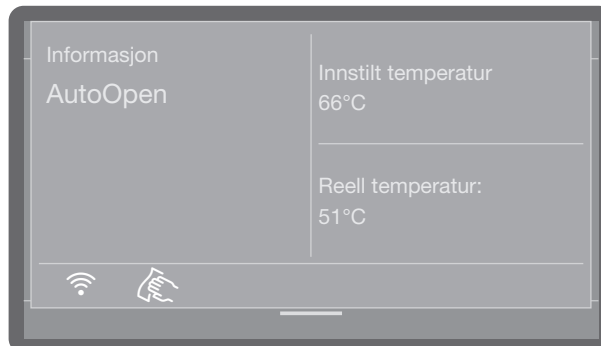 Informasjon
AutoOpen
Innstilt temperatur
66°C
Reell temperatur:
51°C